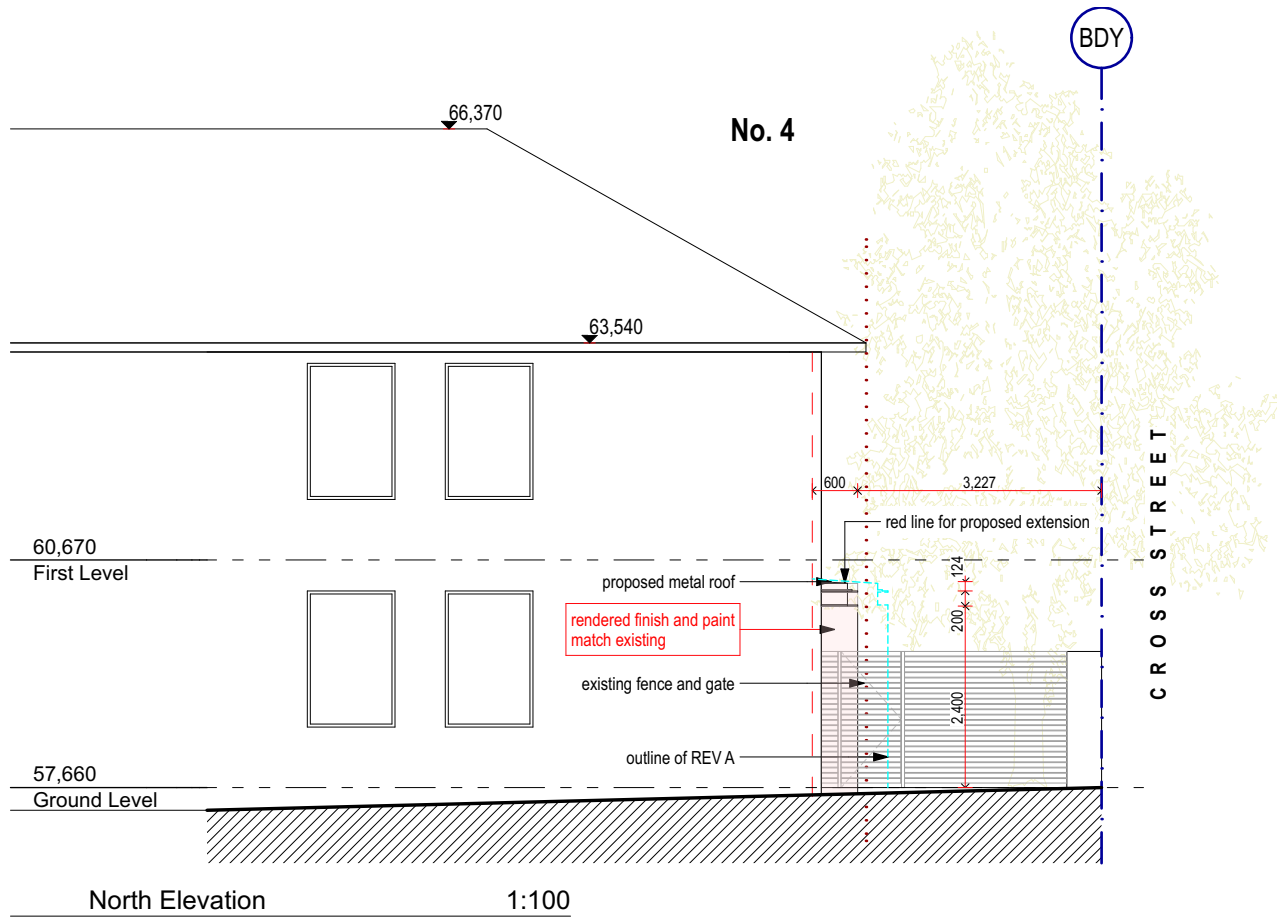 BDY
66,370
No. 4
63,540
600
3,227
red line for proposed extension
60,670
First Level
124
proposed metal roof
rendered finish and paint
match existing
200
existing fence and gate
2,400
outline of REV A
57,660
Ground Level
CROSS STREET
North Elevation 1:100